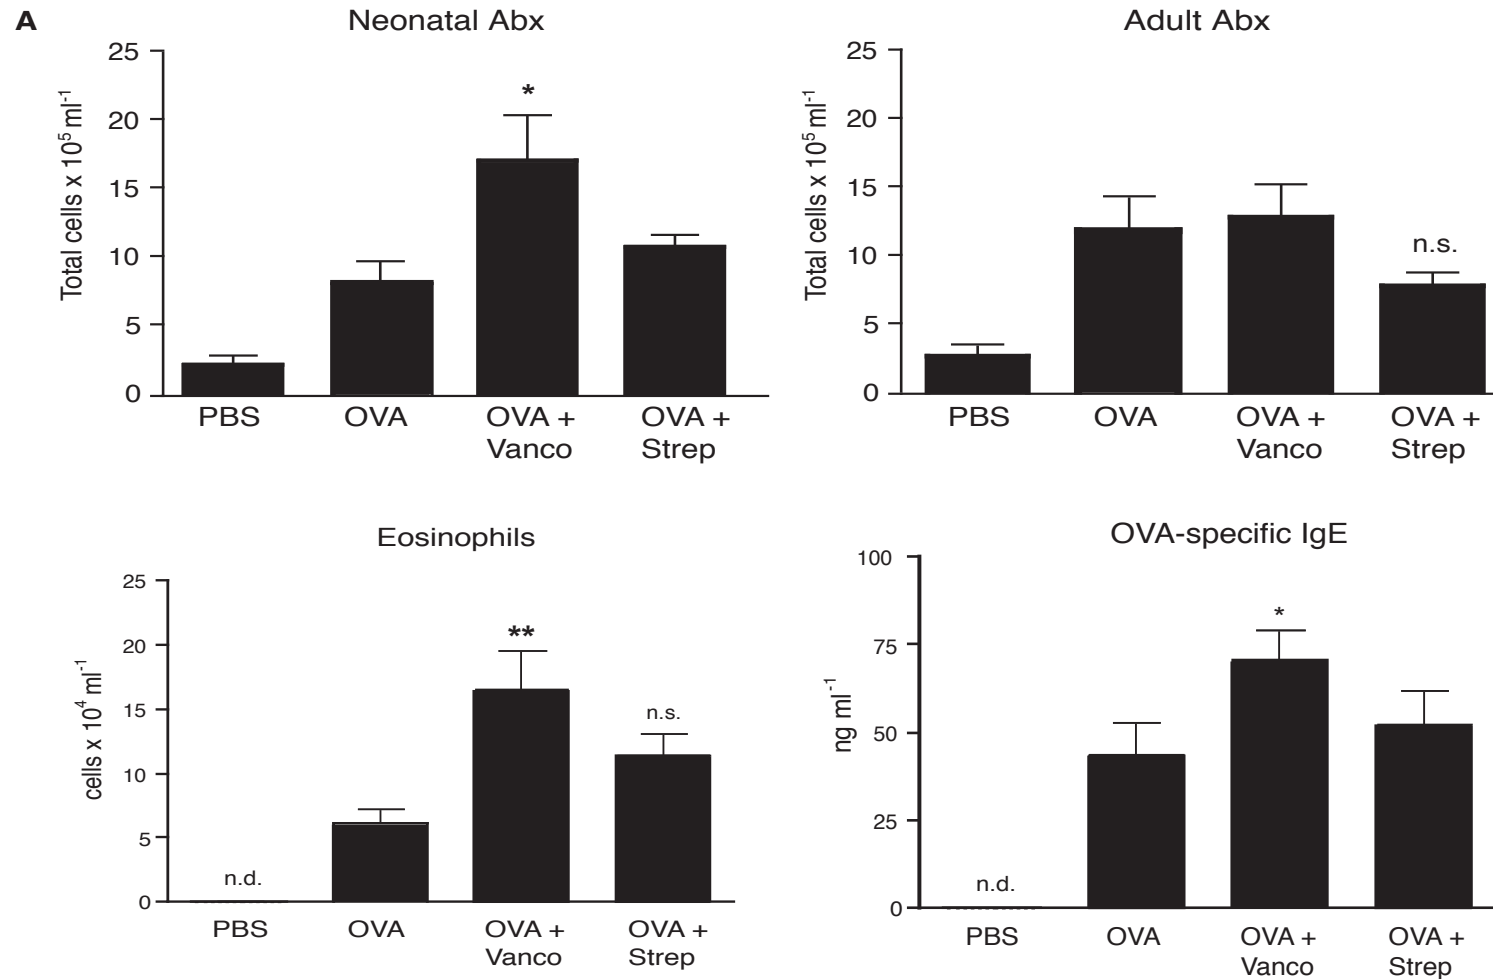 A
Neonatal Abx
Total cells x 10⁵ ml⁻¹
25
20
15
10
5
0
*
PBS
OVA
OVA +
Vanco
OVA +
Strep
Adult Abx
Total cells x 10⁵ ml⁻¹
25
20
15
10
5
0
n.s.
PBS
OVA
OVA +
Vanco
OVA +
Strep
Eosinophils
cells x 10⁴ ml⁻¹
25
20
15
10
5
0
n.d.
**
n.s.
PBS
OVA
OVA +
Vanco
OVA +
Strep
OVA-specific IgE
ng ml⁻¹
100
75
50
25
0
n.d.
*
PBS
OVA
OVA +
Vanco
OVA +
Strep